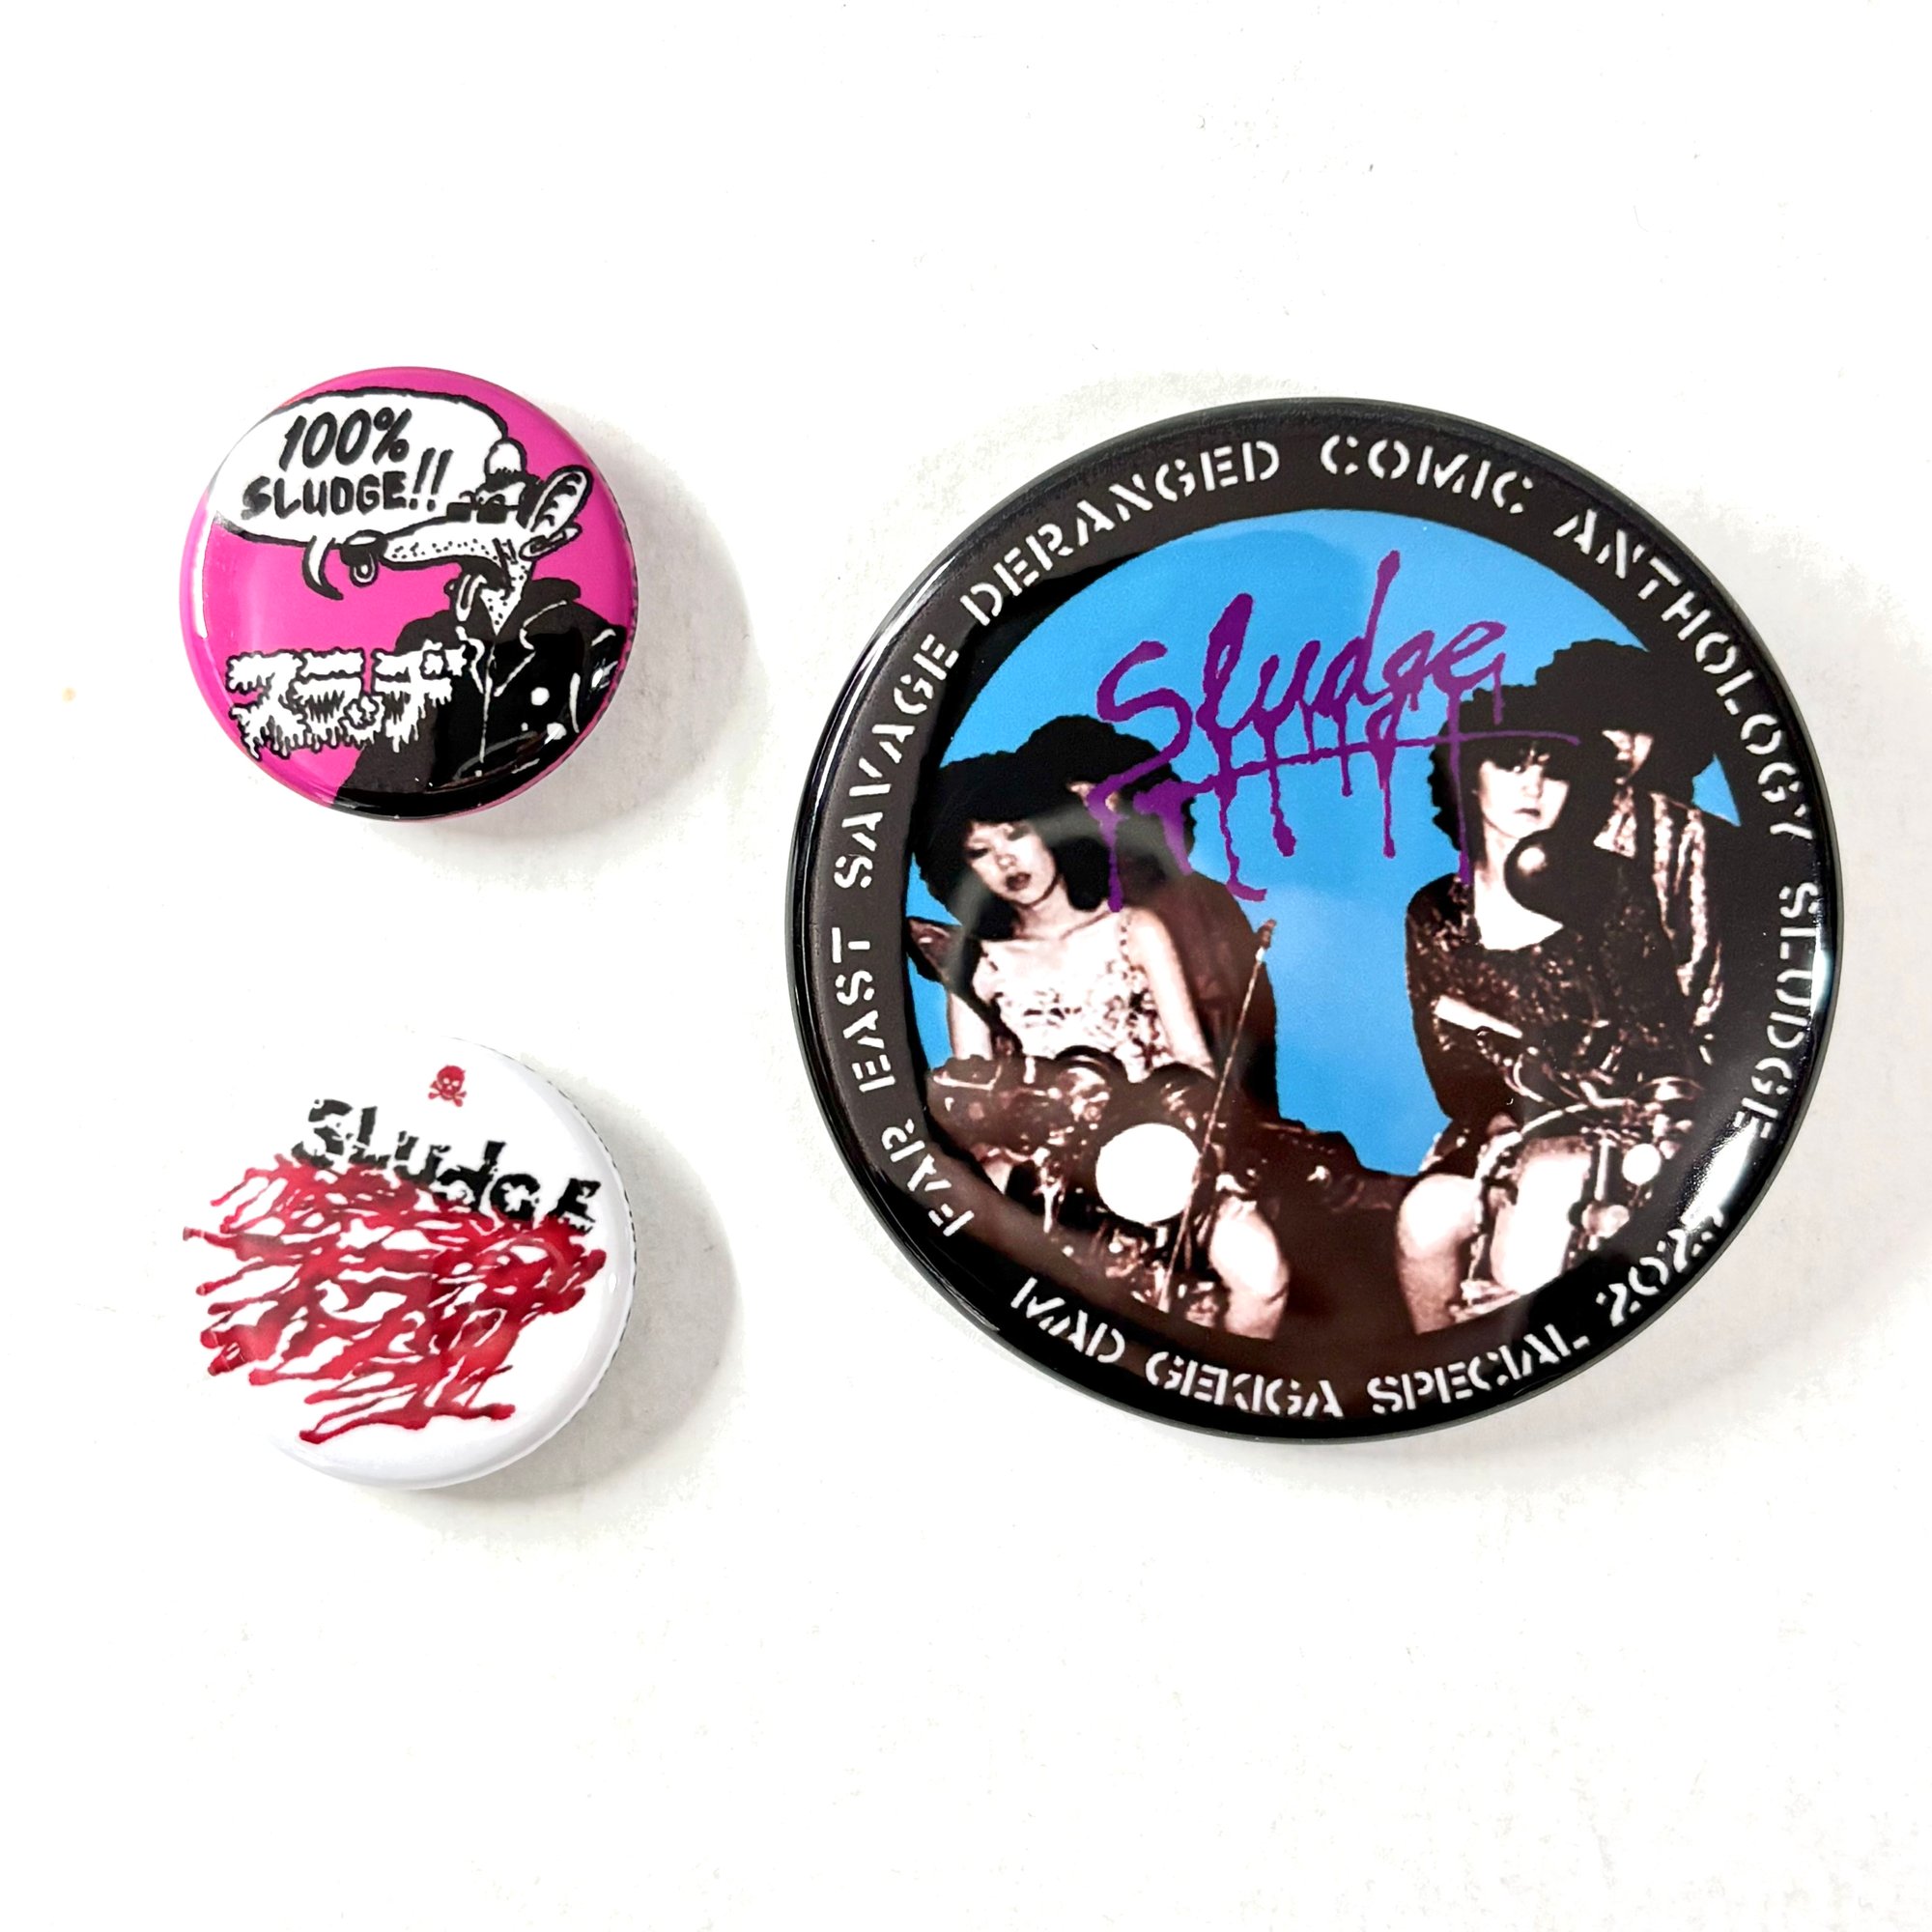 100%
SLUDGE!!
スラッヂ
Sludge
Sludge
FAR EAST SAVAGE DERANGED COMIC ANTHOLOGY SLUDGE
MAD GEKIGA SPECIAL